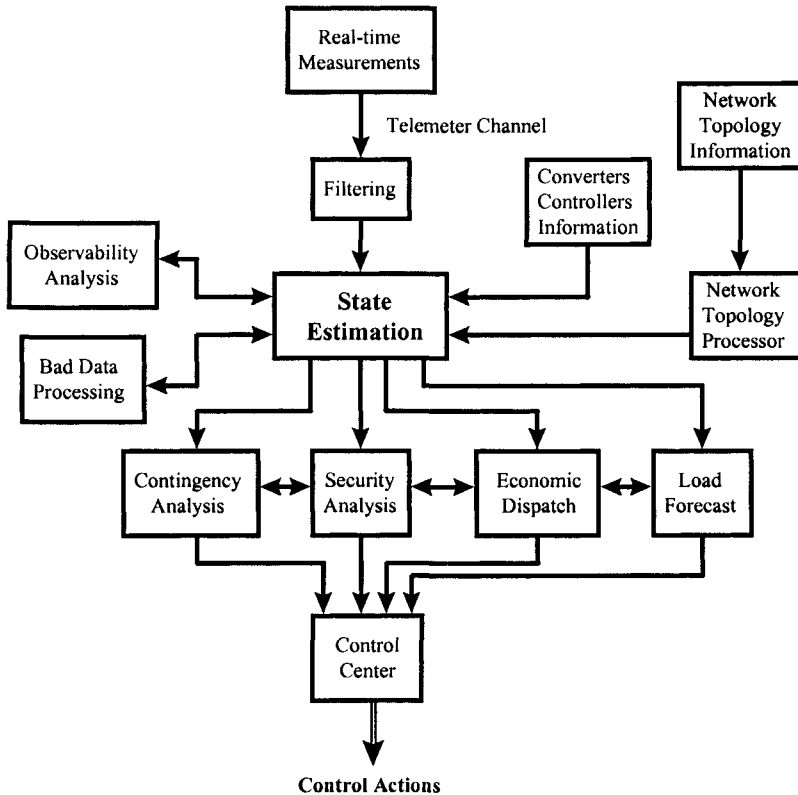 Real-time
Measurements
Telemeter Channel
Network
Topology
Information
Filtering
Converters
Controllers
Information
Observability
Analysis
State
Estimation
Network
Topology
Processor
Bad Data
Processing
Contingency
Analysis
Security
Analysis
Economic
Dispatch
Load
Forecast
Control
Center
Control Actions